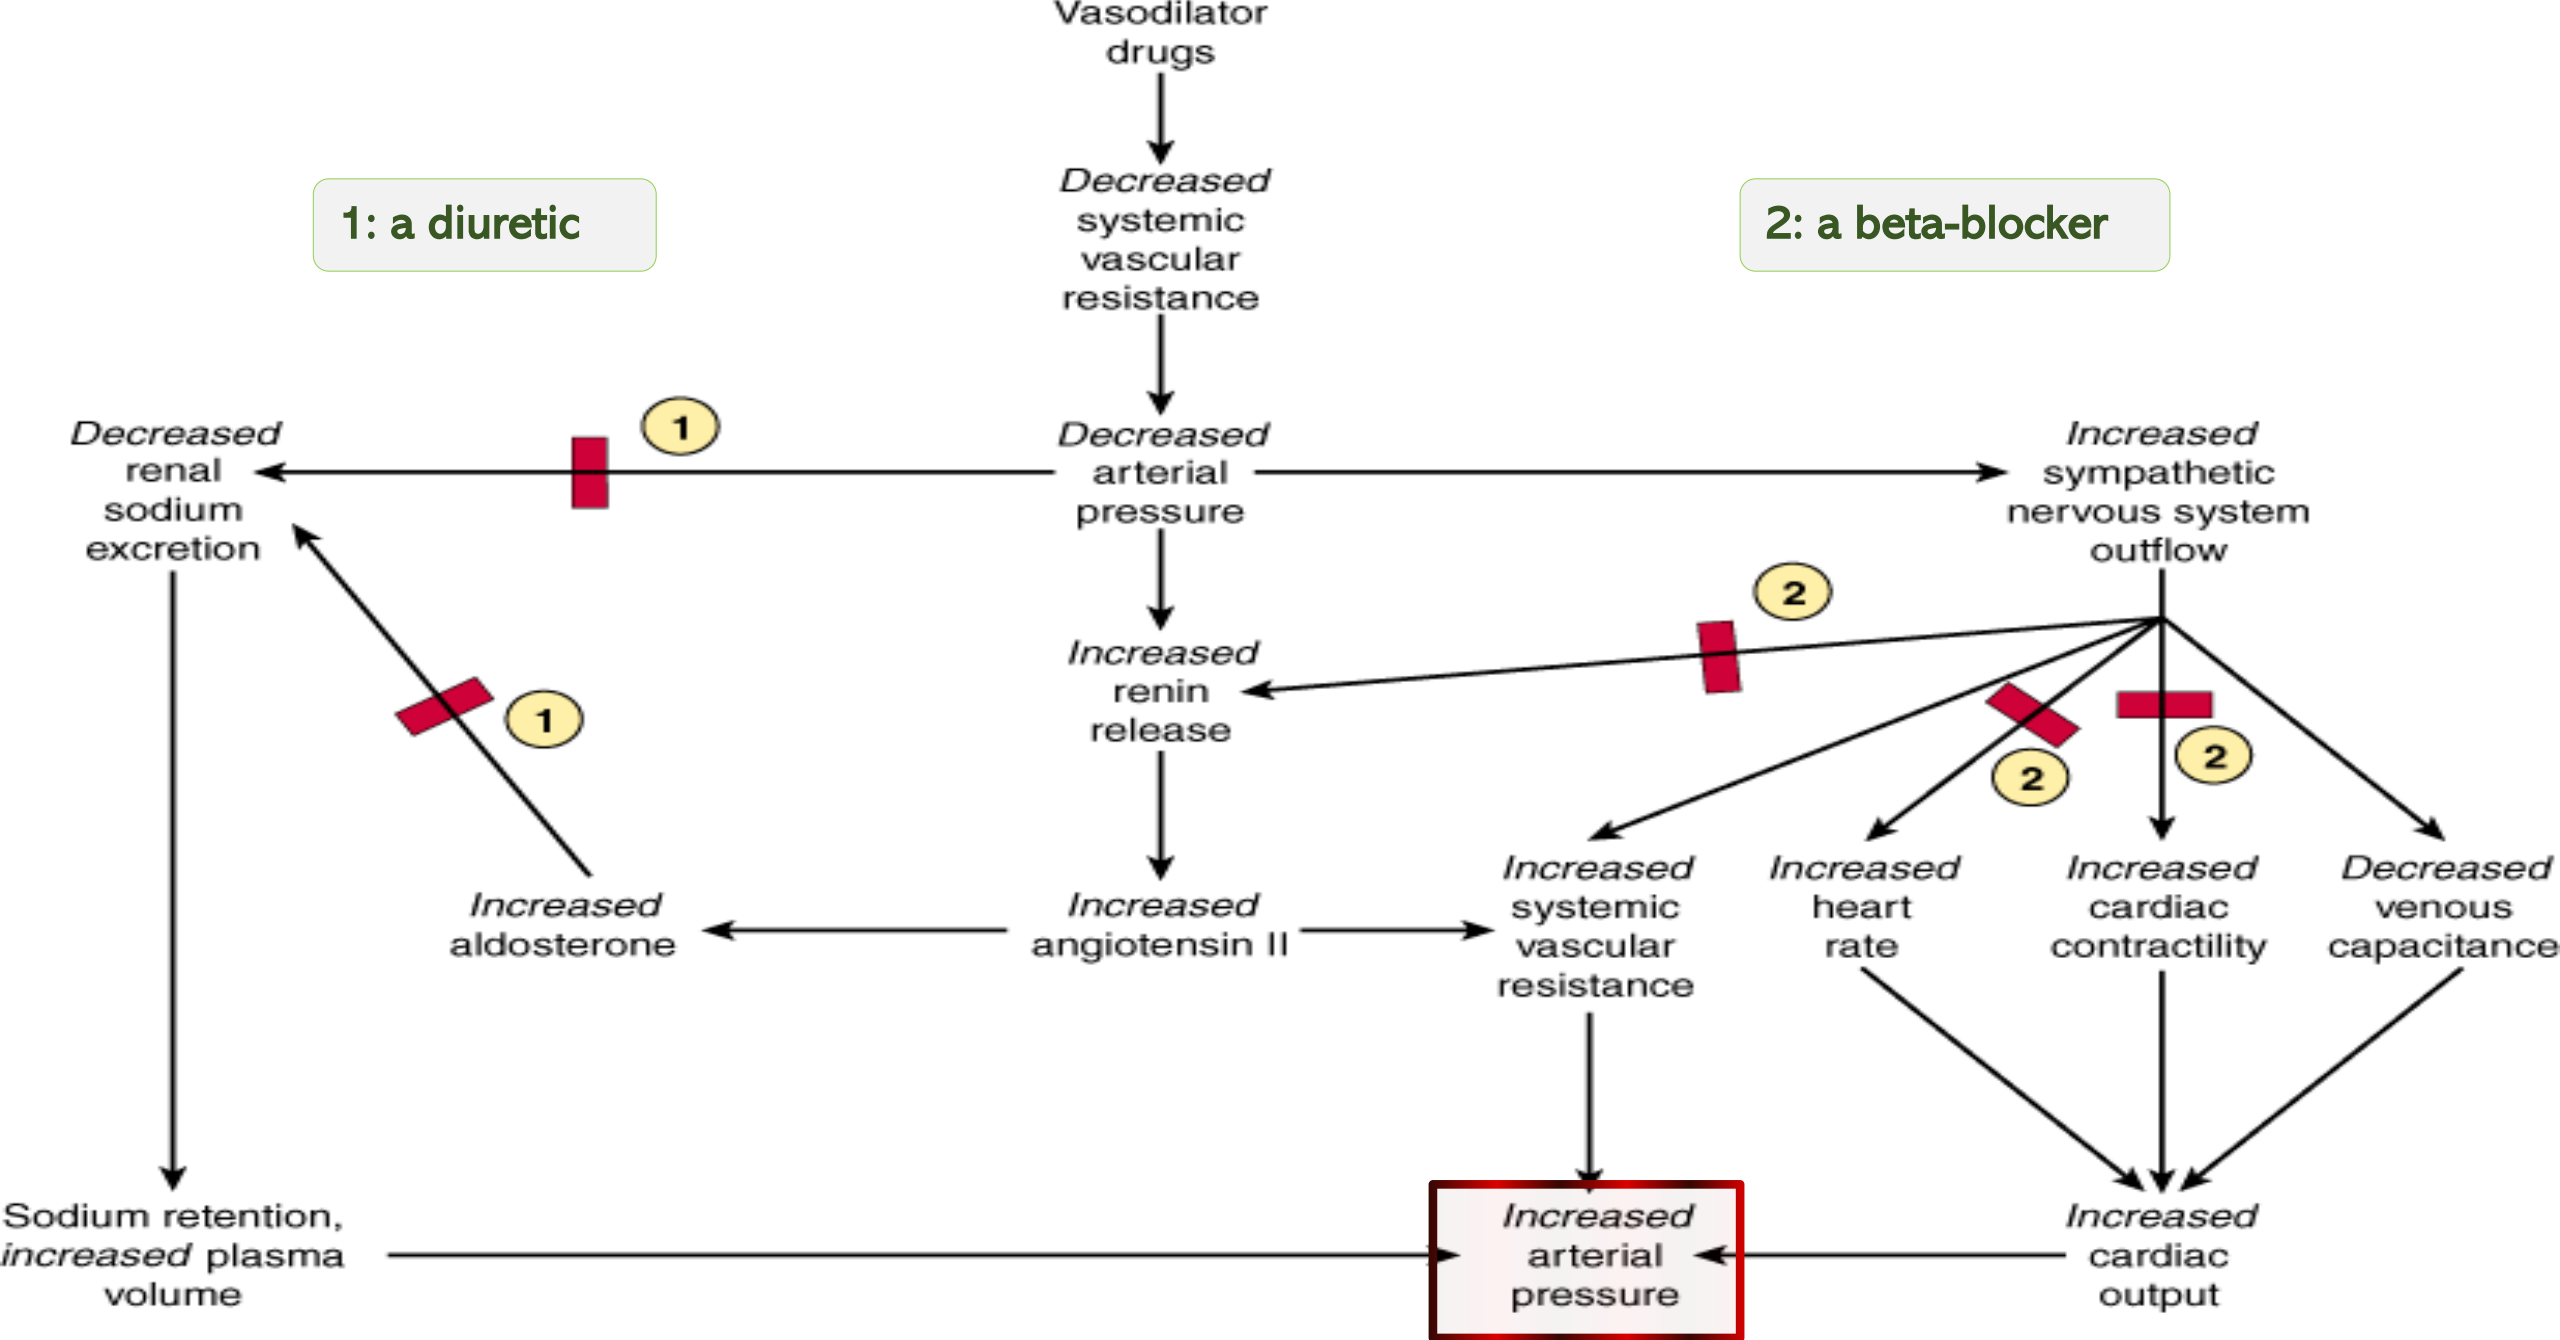 Vasodilator
drugs
Decreased
systemic
vascular
resistance
1: a diuretic
2: a beta-blocker
Decreased
renal
sodium
excretion
1
Decreased
arterial
pressure
Increased
sympathetic
nervous system
outflow
2
Increased
renin
release
1
2
2
Increased
aldosterone
Increased
angiotensin II
Increased
systemic
vascular
resistance
Increased
heart
rate
Increased
cardiac
contractility
Decreased
venous
capacitance
Sodium retention,
increased plasma
volume
Increased
arterial
pressure
Increased
cardiac
output